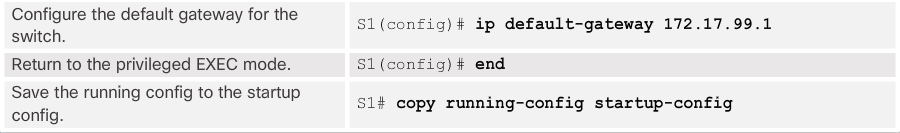 Configure the default gateway for the
switch.
S1(config)# ip default-gateway 172.17.99.1
Return to the privileged EXEC mode.
S1(config)# end
Save the running config to the startup
config.
S1# copy running-config startup-config